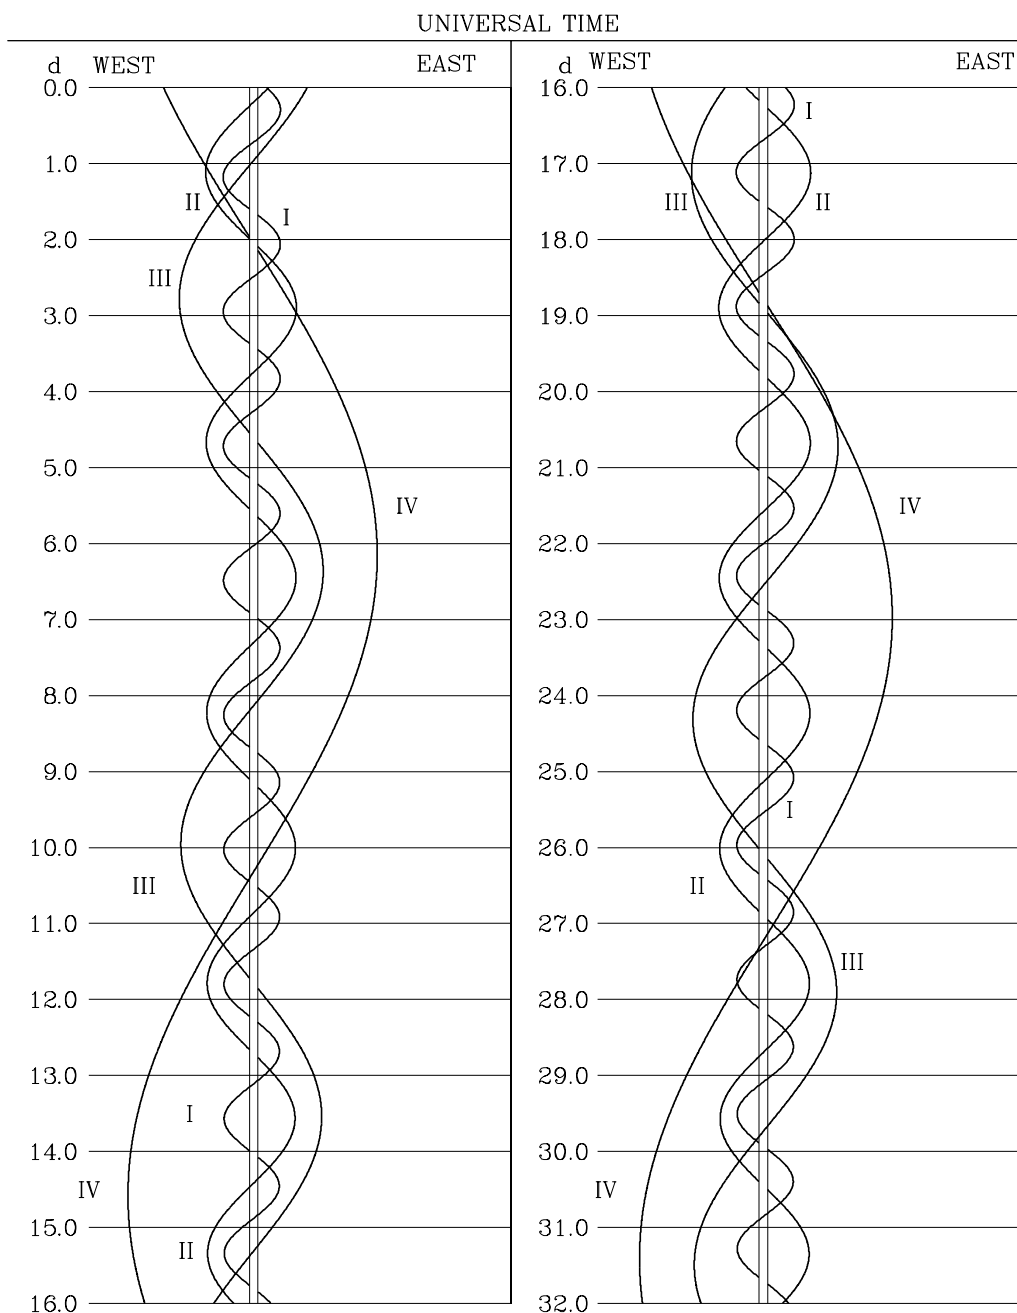 UNIVERSAL TIME
d WEST EAST
0.0
1.0
II
I
2.0
III
3.0
4.0
5.0
IV
6.0
7.0
8.0
9.0
10.0
III
11.0
12.0
13.0
I
14.0
IV
15.0
II
16.0
d WEST EAST
16.0
I
17.0
III II
18.0
19.0
20.0
21.0
IV
22.0
23.0
24.0
25.0
I
26.0
II
27.0
III
28.0
29.0
30.0
IV
31.0
32.0